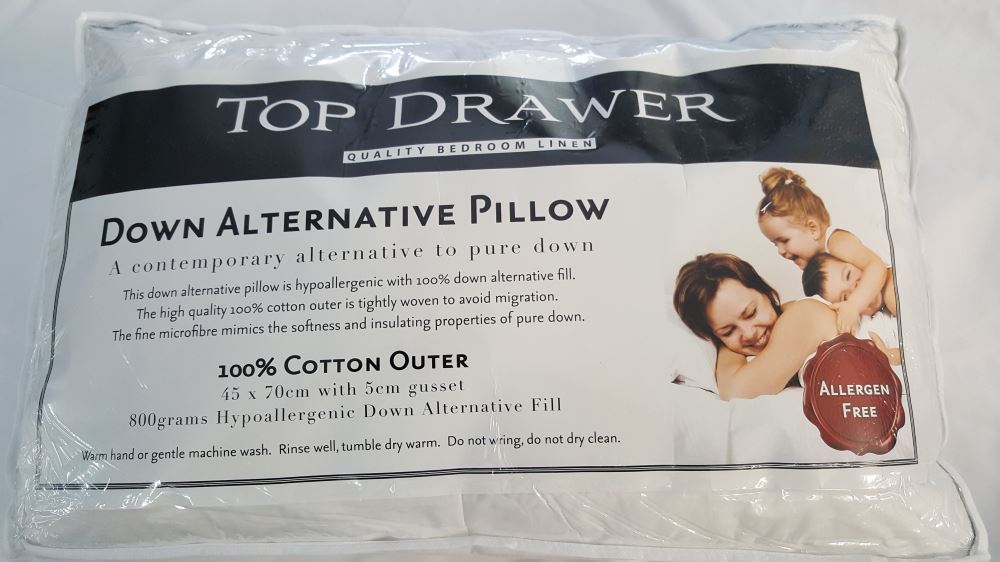 TOP DRAWER
QUALITY BEDROOM LINEN
DOWN ALTERNATIVE PILLOW
A contemporary alternative to pure down
This down alternative pillow is hypoallergenic with 100% down alternative fill.
The high quality 100% cotton outer is tightly woven to avoid migration.
The fine microfibre mimics the softness and insulating properties of pure down.
100% COTTON OUTER
45 x 70cm with 5cm gusset
800grams Hypoallergenic Down Alternative Fill
Warm hand or gentle machine wash. Rinse well, tumble dry warm. Do not wring, do not dry clean.
ALLERGEN
FREE